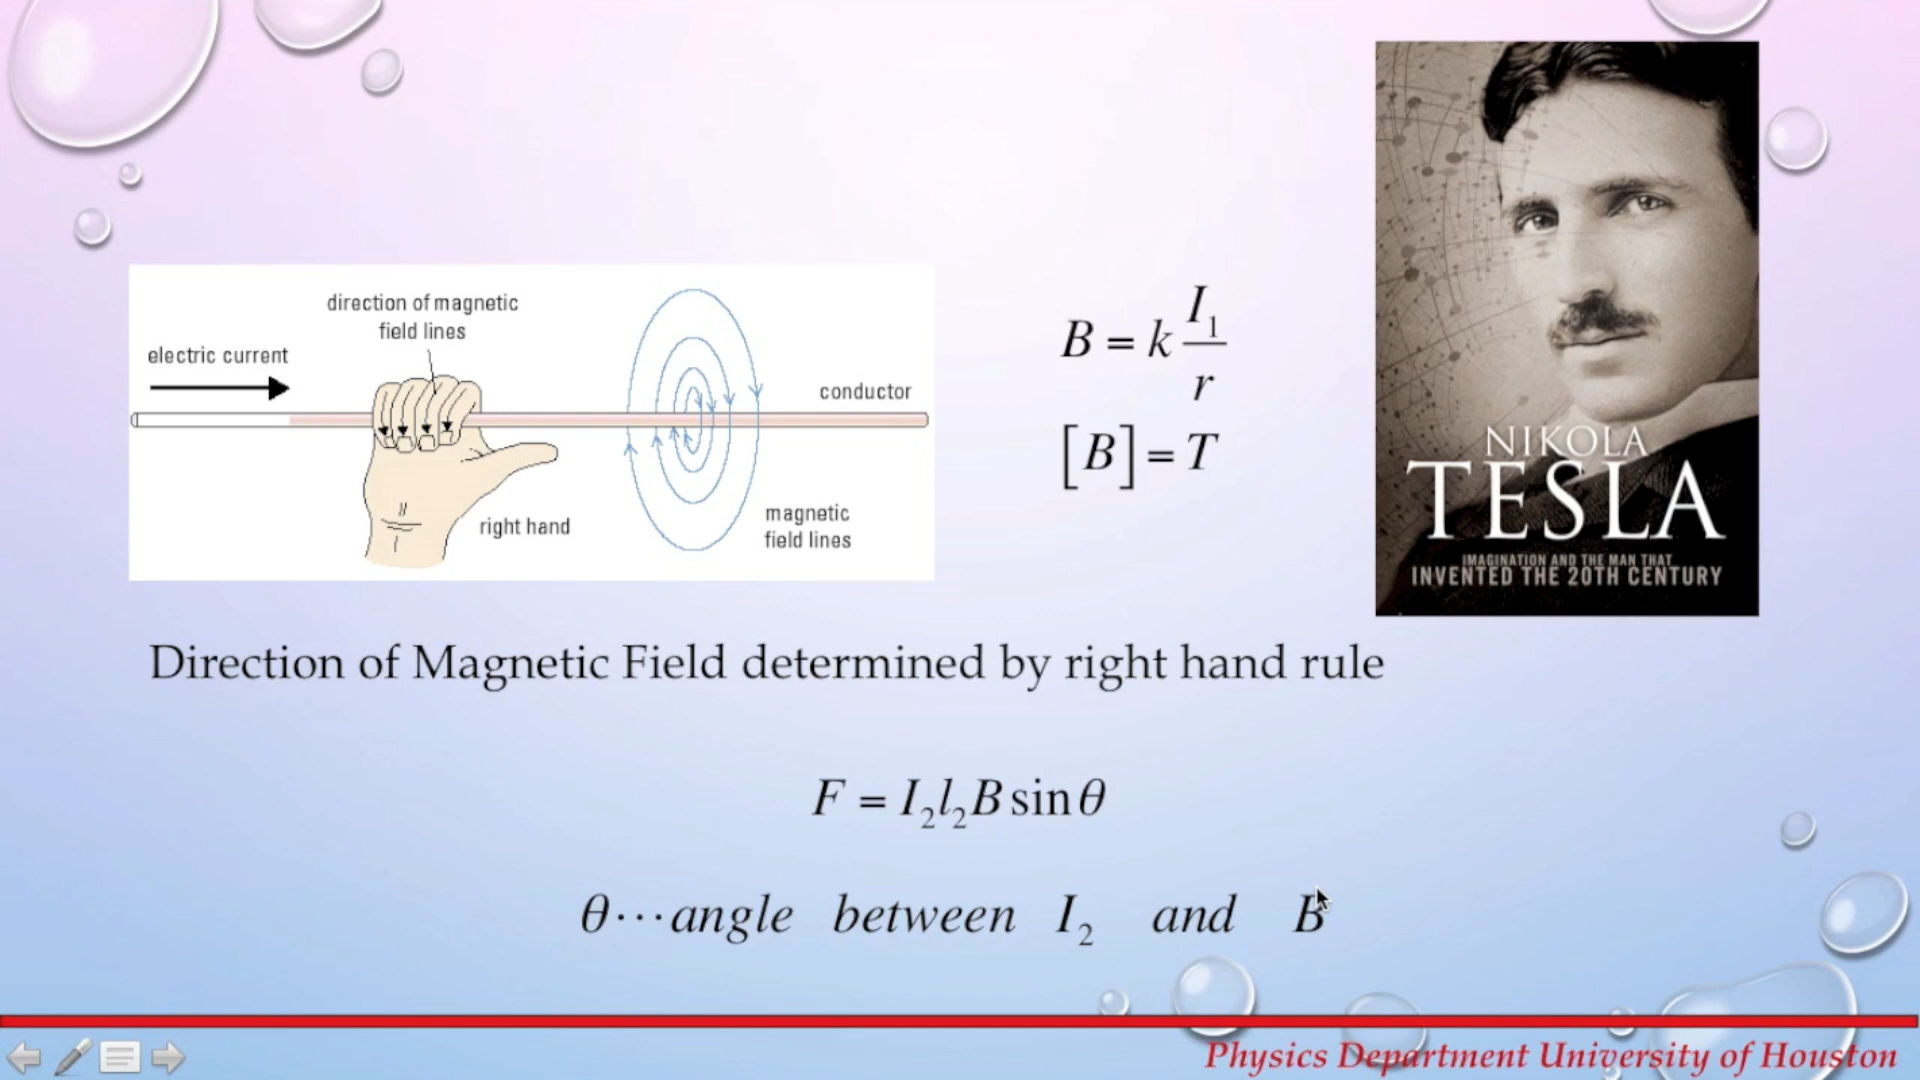 direction of magnetic
field lines
electric current
conductor
right hand
magnetic
field lines
B = k I₁/r
[B] = T
NIKOLA
TESLA
IMAGINATION AND THE MAN THAT
INVENTED THE 20TH CENTURY
Direction of Magnetic Field determined by right hand rule
F = I₂l₂B sin θ
θ⋯angle between I₂ and B
Physics Department University of Houston